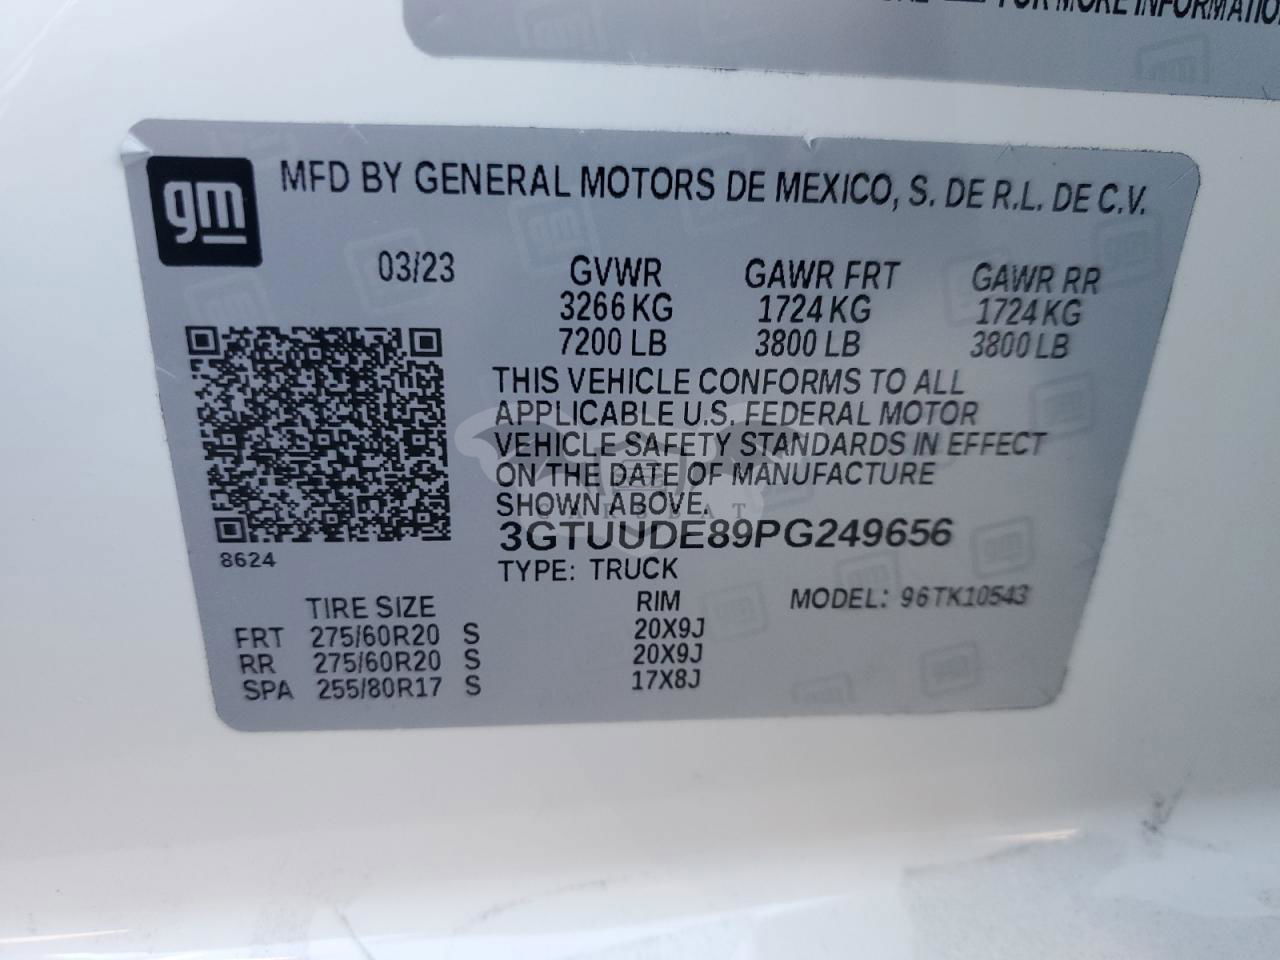 FOR MORE INFORMATION
gm
MFD BY GENERAL MOTORS DE MEXICO, S. DE R.L. DE C.V.
03/23 GVWR GAWR FRT GAWR RR
3266 KG 1724 KG 1724 KG
7200 LB 3800 LB 3800 LB
THIS VEHICLE CONFORMS TO ALL
APPLICABLE U.S. FEDERAL MOTOR
VEHICLE SAFETY STANDARDS IN EFFECT
ON THE DATE OF MANUFACTURE
SHOWN ABOVE.
3GTUUDE89PG249656
8624
TYPE: TRUCK
TIRE SIZE RIM MODEL: 96TK10543
FRT 275/60R20 S 20X9J
RR 275/60R20 S 20X9J
SPA 255/80R17 S 17X8J